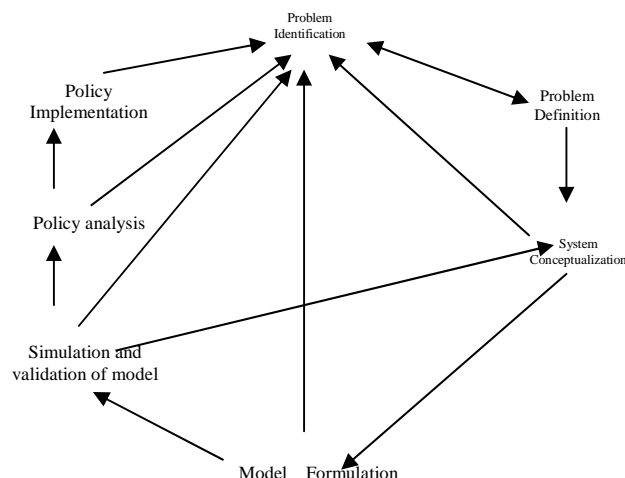 Problem
Identification
Problem
Definition
System
Conceptualization
Model Formulation
Simulation and
validation of model
Policy analysis
Policy
Implementation